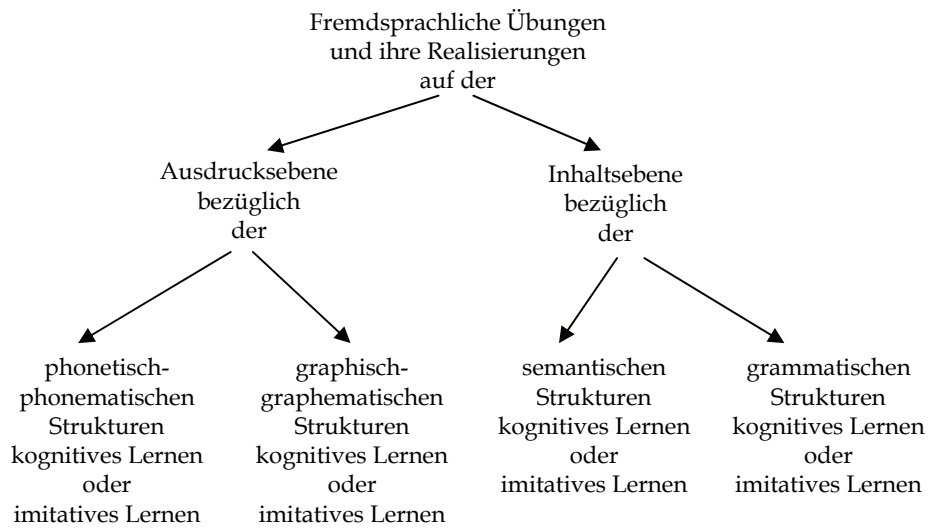 Fremdsprachliche Übungen
und ihre Realisierungen
auf der
Ausdrucksebene
bezüglich
der
Inhaltsebene
bezüglich
der
phonetisch-
phonematischen
Strukturen
kognitives Lernen
oder
imitatives Lernen
graphisch-
graphematischen
Strukturen
kognitives Lernen
oder
imitatives Lernen
semantischen
Strukturen
kognitives Lernen
oder
imitatives Lernen
grammatischen
Strukturen
kognitives Lernen
oder
imitatives Lernen